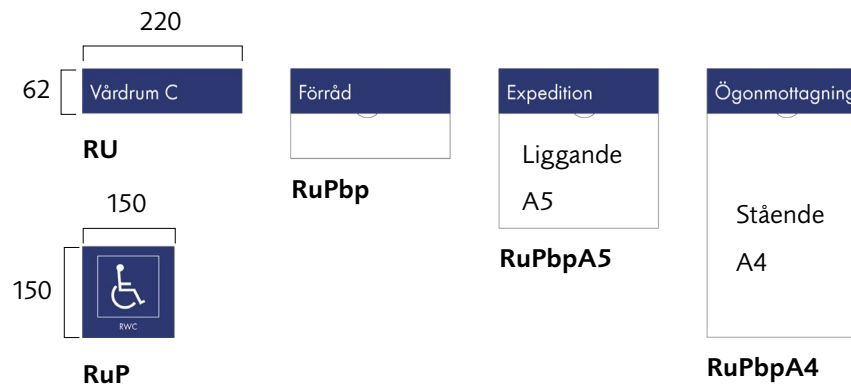 220
62
Vårdrum C
RU
Förråd
RuPbp
Expedition
Liggande
A5
RuPbpA5
Ögonmottagning
Stående
A4
RuPbpA4
150
150
RWC
RuP